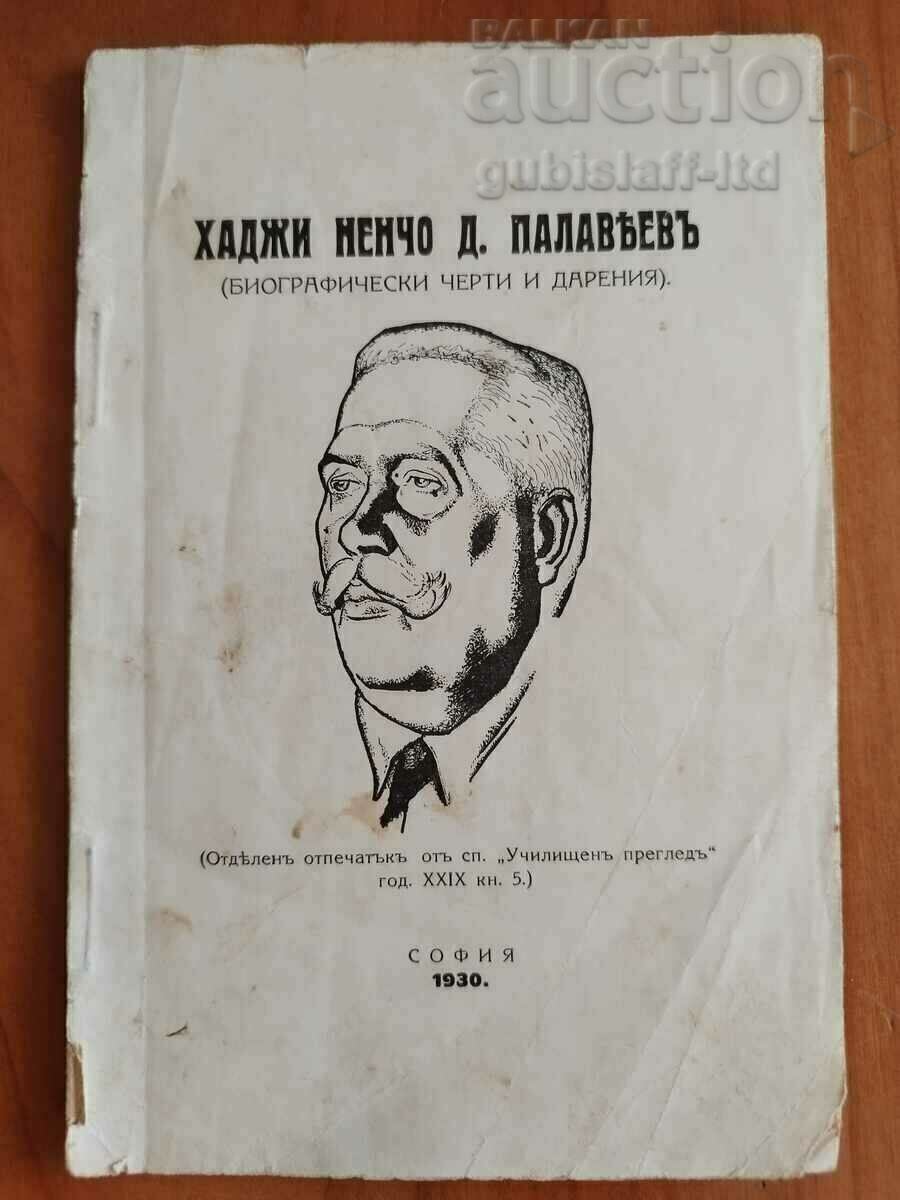 BALKAN
auction
gubislaff-ltd
ХАДЖИ НЕНЧО Д. ПАЛАВѢЕВЪ
(БИОГРАФИЧЕСКИ ЧЕРТИ И ДАРЕНИЯ).
(Отдѣленъ отпечатъкъ отъ сп. „Училищенъ прегледъ“
год. XXIX кн. 5.)
СОФИЯ
1930.